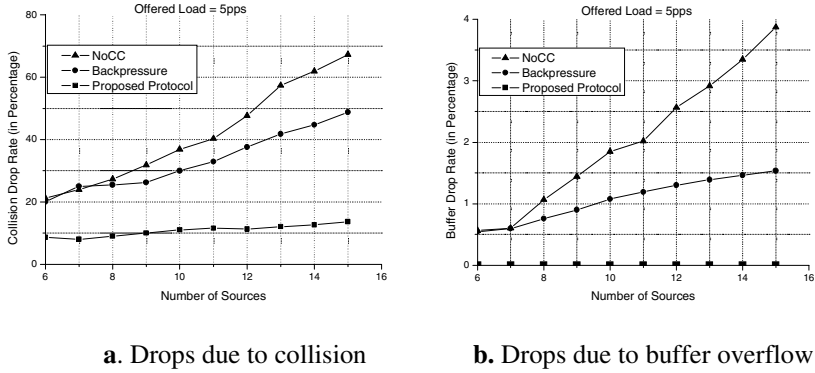 Offered Load = 5pps
80
60
40
20
0
Collision Drop Rate (in Percentage)
NoCC
Backpressure
Proposed Protocol
6 8 10 12 14 16
Number of Sources
a. Drops due to collision
Offered Load = 5pps
4
3
2
1
0
Buffer Drop Rate (in Percentage)
NoCC
Backpressure
Proposed Protocol
6 8 10 12 14 16
Number of Sources
b. Drops due to buffer overflow